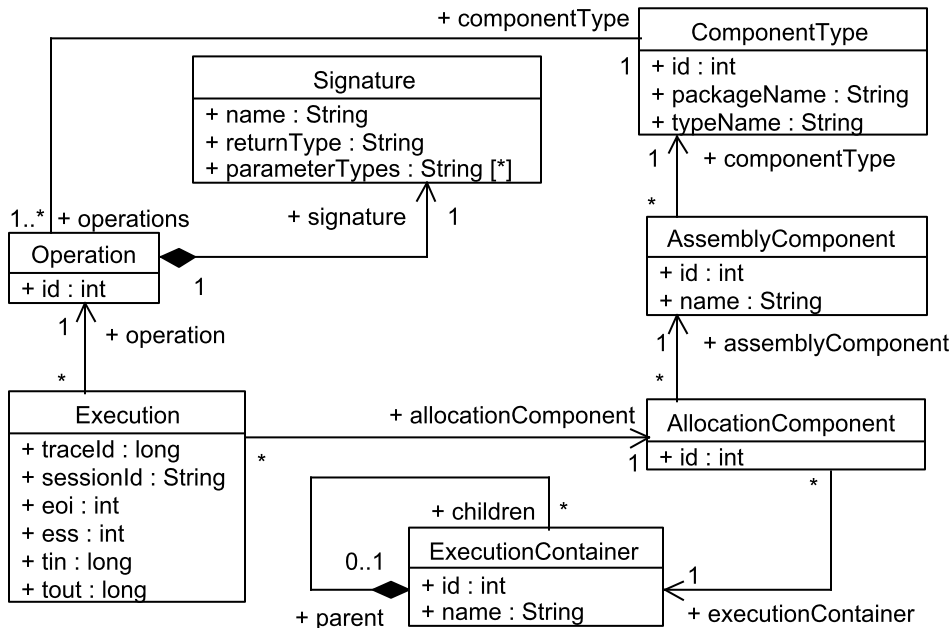 + componentType
ComponentType
1
+ id : int
+ packageName : String
+ typeName : String
Signature
+ name : String
+ returnType : String
+ parameterTypes : String [*]
1
+ componentType
*
+ signature
1
1..*
+ operations
Operation
+ id : int
1
AssemblyComponent
+ id : int
+ name : String
1
+ operation
*
1
+ assemblyComponent
*
Execution
+ traceId : long
+ sessionId : String
+ eoi : int
+ ess : int
+ tin : long
+ tout : long
+ allocationComponent
*
1
AllocationComponent
+ id : int
*
+ children
*
ExecutionContainer
+ id : int
+ name : String
0..1
+ parent
1
+ executionContainer